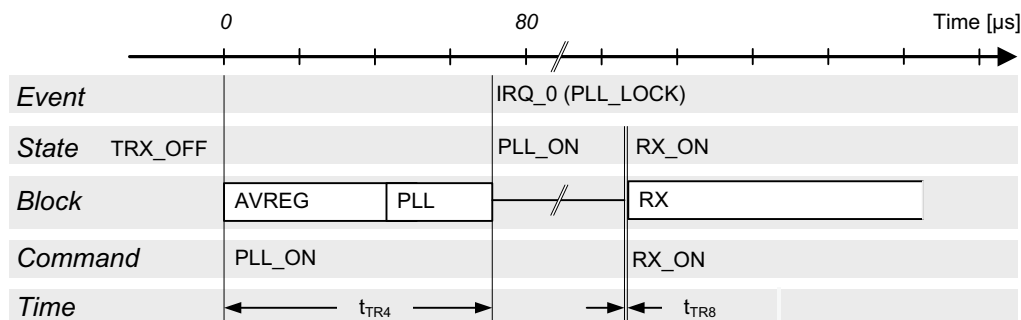 0 80 Time [µs]
Event IRQ_0 (PLL_LOCK)
State TRX_OFF PLL_ON RX_ON
Block AVREG PLL RX
Command PLL_ON RX_ON
Time tTR4 tTR8